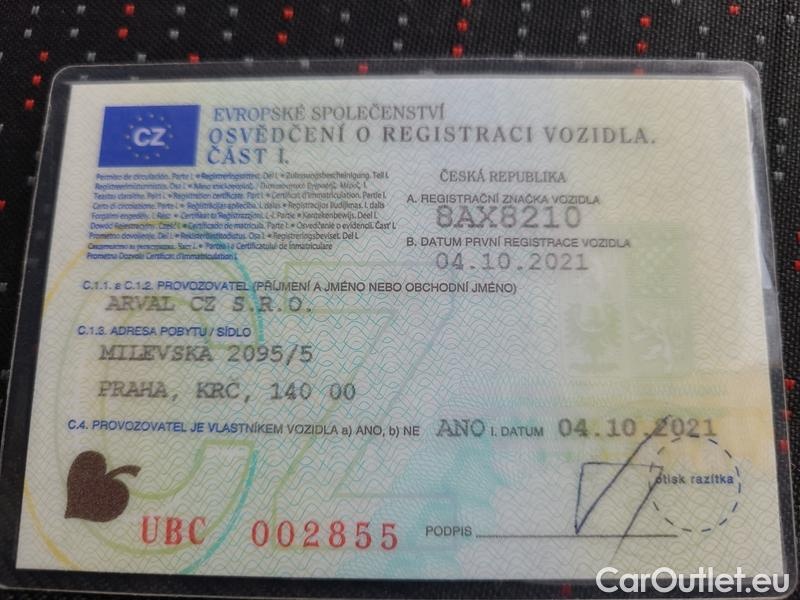 CZ
EVROPSKÉ SPOLEČENSTVÍ
OSVĚDČENÍ O REGISTRACI VOZIDLA.
ČÁST I.
ČESKÁ REPUBLIKA
A. REGISTRAČNÍ ZNAČKA VOZIDLA
8AX8210
B. DATUM PRVNÍ REGISTRACE VOZIDLA
04.10.2021
C.1.1. a C.1.2. PROVOZOVATEL (PŘÍJMENÍ A JMÉNO NEBO OBCHODNÍ JMÉNO)
ARVAL CZ S.R.O.
C.1.3. ADRESA POBYTU / SÍDLO
MILEVSKÁ 2095/5
PRAHA, KRČ, 140 00
C.4. PROVOZOVATEL JE VLASTNÍKEM VOZIDLA a) ANO, b) NE ANO I. DATUM 04.10.2021
otisk razítka
UBC 002855 PODPIS
CarOutlet.eu